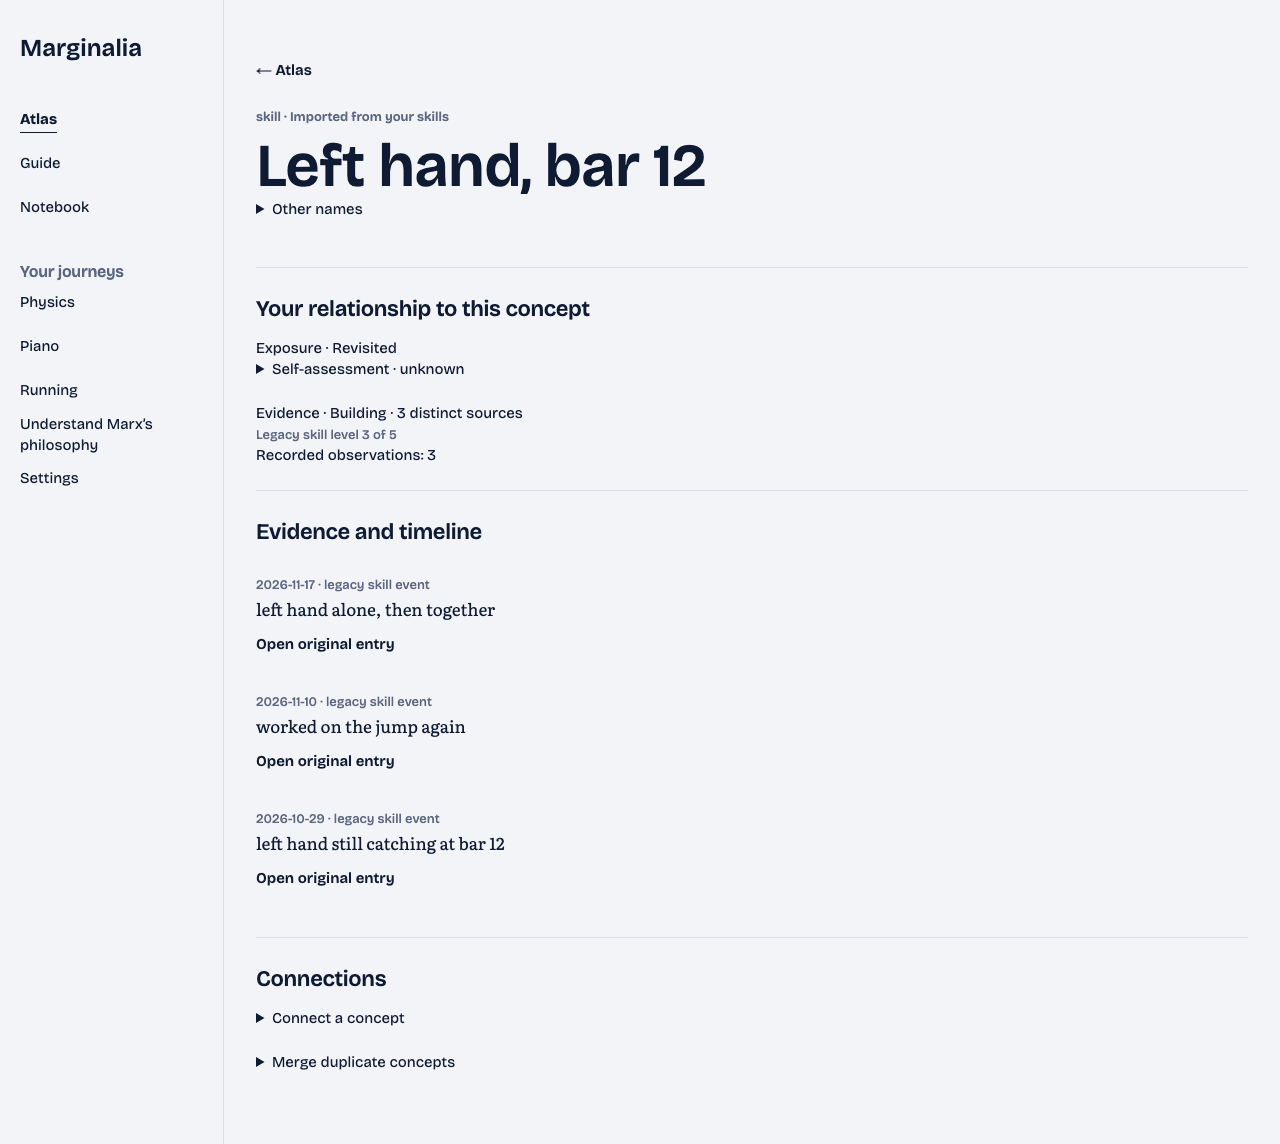 Marginalia
Atlas
Guide
Notebook
Your journeys
Physics
Piano
Running
Understand Marx's
philosophy
Settings
← Atlas
skill · Imported from your skills
Left hand, bar 12
▶ Other names
Your relationship to this concept
Exposure · Revisited
▶ Self-assessment · unknown
Evidence · Building · 3 distinct sources
Legacy skill level 3 of 5
Recorded observations: 3
Evidence and timeline
2026-11-17 · legacy skill event
left hand alone, then together
Open original entry
2026-11-10 · legacy skill event
worked on the jump again
Open original entry
2026-10-29 · legacy skill event
left hand still catching at bar 12
Open original entry
Connections
▶ Connect a concept
▶ Merge duplicate concepts